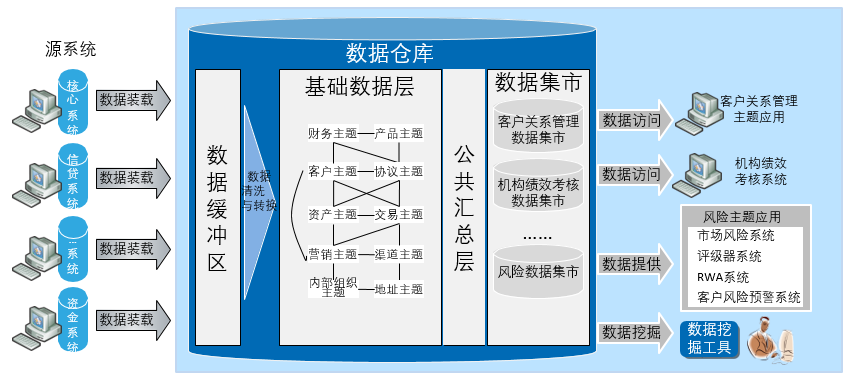 源系统
核心系统
数据装载
信贷系统
数据装载
...系统
数据装载
资金系统
数据装载
数据仓库
数据缓冲区
数据
清洗
与转换
基础数据层
财务主题
产品主题
客户主题
协议主题
资产主题
交易主题
营销主题
渠道主题
内部组织
主题
地址主题
公共汇总层
数据集市
客户关系管理
数据集市
机构绩效考核
数据集市
……
风险数据集市
数据访问
客户关系管理
主题应用
数据访问
机构绩效
考核系统
数据提供
风险主题应用
市场风险系统
评级器系统
RWA系统
客户风险预警系统
数据挖掘
数据挖
掘工具